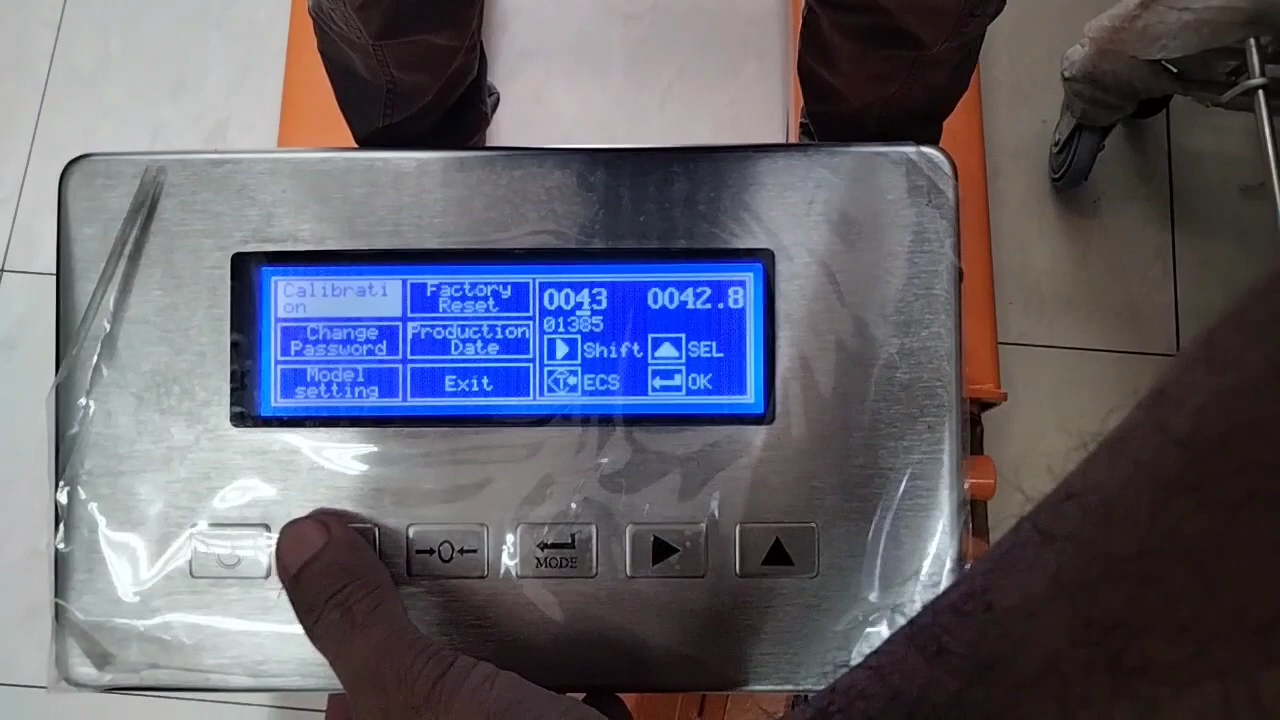 Calibrati
on
Factory
Reset
Change
Password
Production
Date
Model
setting
Exit
0043 0042.8
01385
Shift SEL
ECS OK
→0←
MODE